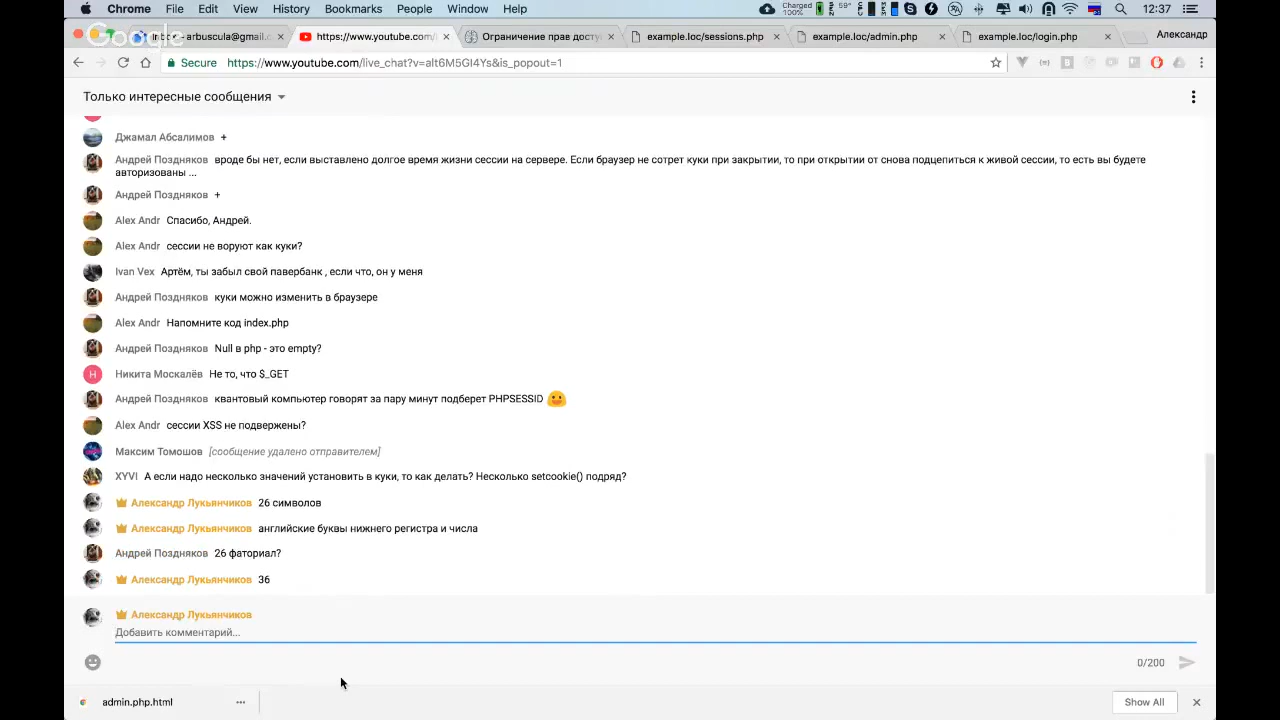 Chrome File Edit View History Bookmarks People Window Help Charged 100% 59° 12:37
Google
arbuscula@gmail.c https://www.youtube.com/ Ограничение прав досту example.loc/sessions.php example.loc/admin.php example.loc/login.php Александр
Secure https://www.youtube.com/live_chat?v=alt6M5GI4Ys&is_popout=1
Только интересные сообщения
Джамал Абсалимов +
Андрей Поздняков вроде бы нет, если выставлено долгое время жизни сессии на сервере. Если браузер не сотрет куки при закрытии, то при открытии от снова подцепиться к живой сессии, то есть вы будете
авторизованы ...
Андрей Поздняков +
Alex Andr Спасибо, Андрей.
Alex Andr сессии не воруют как куки?
Ivan Vex Артём, ты забыл свой павербанк , если что, он у меня
Андрей Поздняков куки можно изменить в браузере
Alex Andr Напомните код index.php
Андрей Поздняков Null в php - это empty?
Н Никита Москалёв Не то, что $_GET
Андрей Поздняков квантовый компьютер говорят за пару минут подберет PHPSESSID
Alex Andr сессии XSS не подвержены?
Максим Томошов [сообщение удалено отправителем]
XYVI А если надо несколько значений установить в куки, то как делать? Несколько setcookie() подряд?
Александр Лукьянчиков 26 символов
Александр Лукьянчиков английские буквы нижнего регистра и числа
Андрей Поздняков 26 фаториал?
Александр Лукьянчиков 36
Александр Лукьянчиков
Добавить комментарий...
0/200
admin.php.html Show All